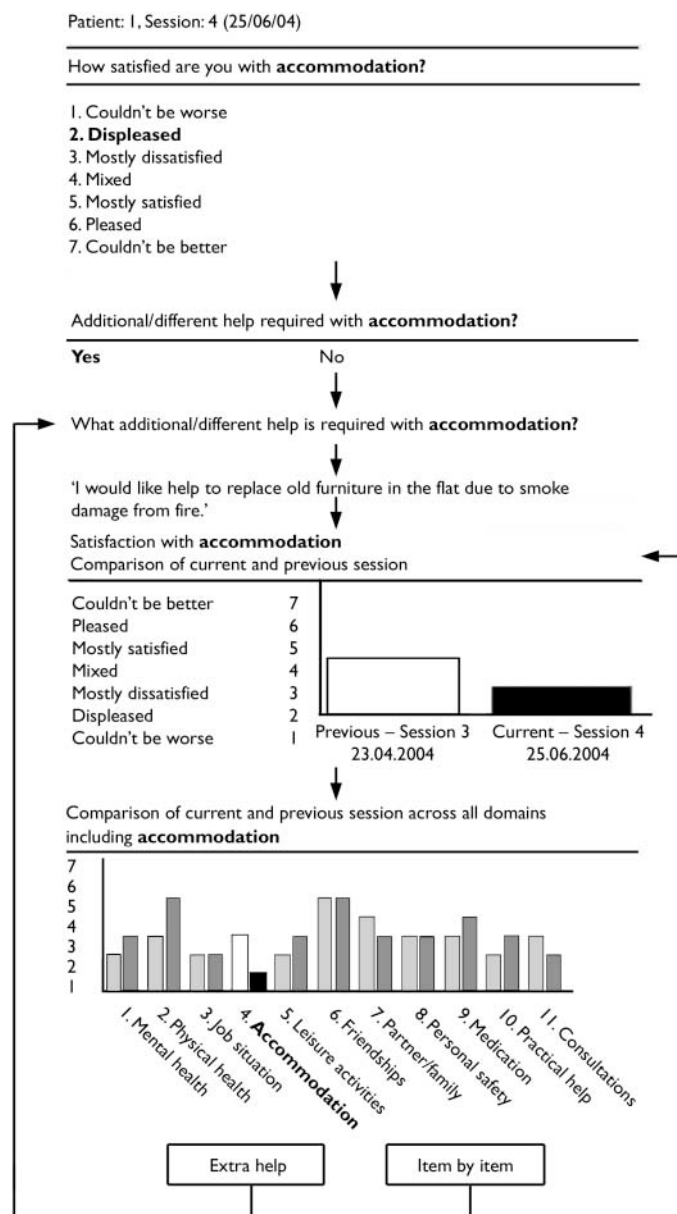 Patient: 1, Session: 4 (25/06/04)
How satisfied are you with accommodation?
1. Couldn't be worse
2. Displeased
3. Mostly dissatisfied
4. Mixed
5. Mostly satisfied
6. Pleased
7. Couldn't be better
Additional/different help required with accommodation?
Yes No
What additional/different help is required with accommodation?
'I would like help to replace old furniture in the flat due to smoke
damage from fire.'
Satisfaction with accommodation
Comparison of current and previous session
Couldn't be better 7
Pleased 6
Mostly satisfied 5
Mixed 4
Mostly dissatisfied 3
Displeased 2
Couldn't be worse 1
Previous – Session 3 Current – Session 4
23.04.2004 25.06.2004
Comparison of current and previous session across all domains
including accommodation
7
6
5
4
3
2
1
1. Mental health
2. Physical health
3. Job situation
4. Accommodation
5. Leisure activities
6. Friendships
7. Partner/family
8. Personal safety
9. Medication
10. Practical help
11. Consultations
Extra help Item by item